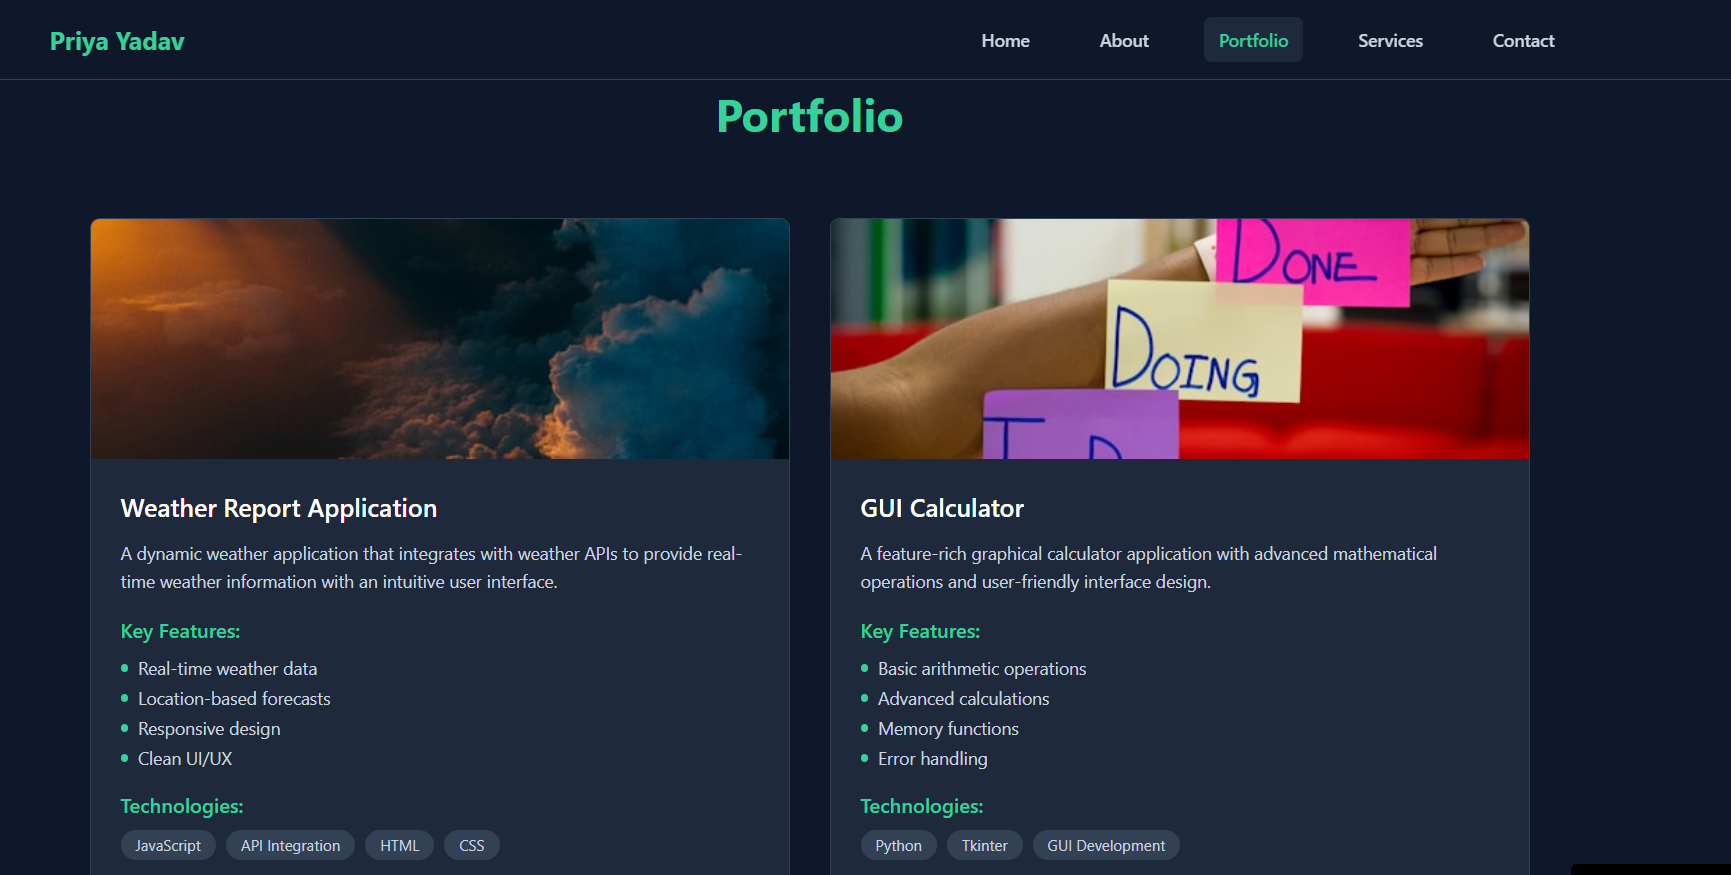 Priya Yadav
Home About Portfolio Services Contact
Portfolio
DONE
DOING
Weather Report Application
A dynamic weather application that integrates with weather APIs to provide real-
time weather information with an intuitive user interface.
Key Features:
Real-time weather data
Location-based forecasts
Responsive design
Clean UI/UX
Technologies:
JavaScript API Integration HTML CSS
GUI Calculator
A feature-rich graphical calculator application with advanced mathematical
operations and user-friendly interface design.
Key Features:
Basic arithmetic operations
Advanced calculations
Memory functions
Error handling
Technologies:
Python Tkinter GUI Development